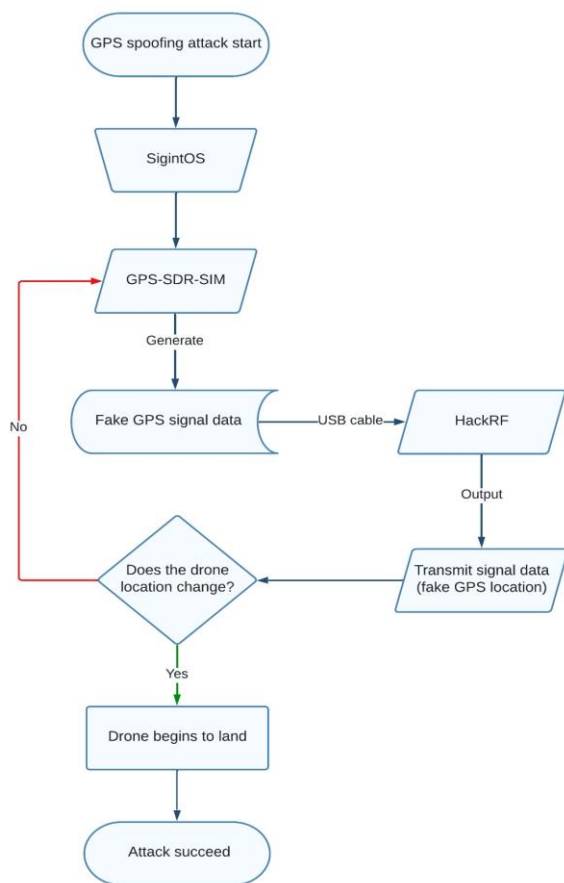 GPS spoofing attack start
SigintOS
GPS-SDR-SIM
Generate
Fake GPS signal data
USB cable
HackRF
No
Output
Does the drone
location change?
Transmit signal data
(fake GPS location)
Yes
Drone begins to land
Attack succeed